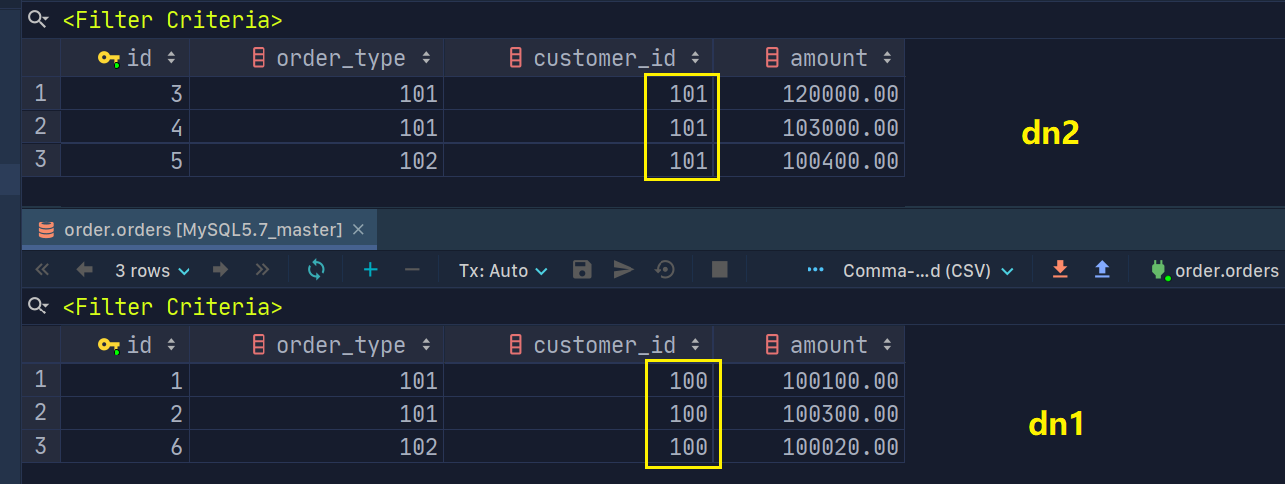 <Filter Criteria>
id order_type customer_id amount
1 3 101 101 120000.00
2 4 101 101 103000.00
3 5 102 101 100400.00
dn2
order.orders [MySQL5.7_master]
3 rows Tx: Auto Comma-...d (CSV) order.orders
<Filter Criteria>
id order_type customer_id amount
1 1 101 100 100100.00
2 2 101 100 100300.00
3 6 102 100 100020.00
dn1